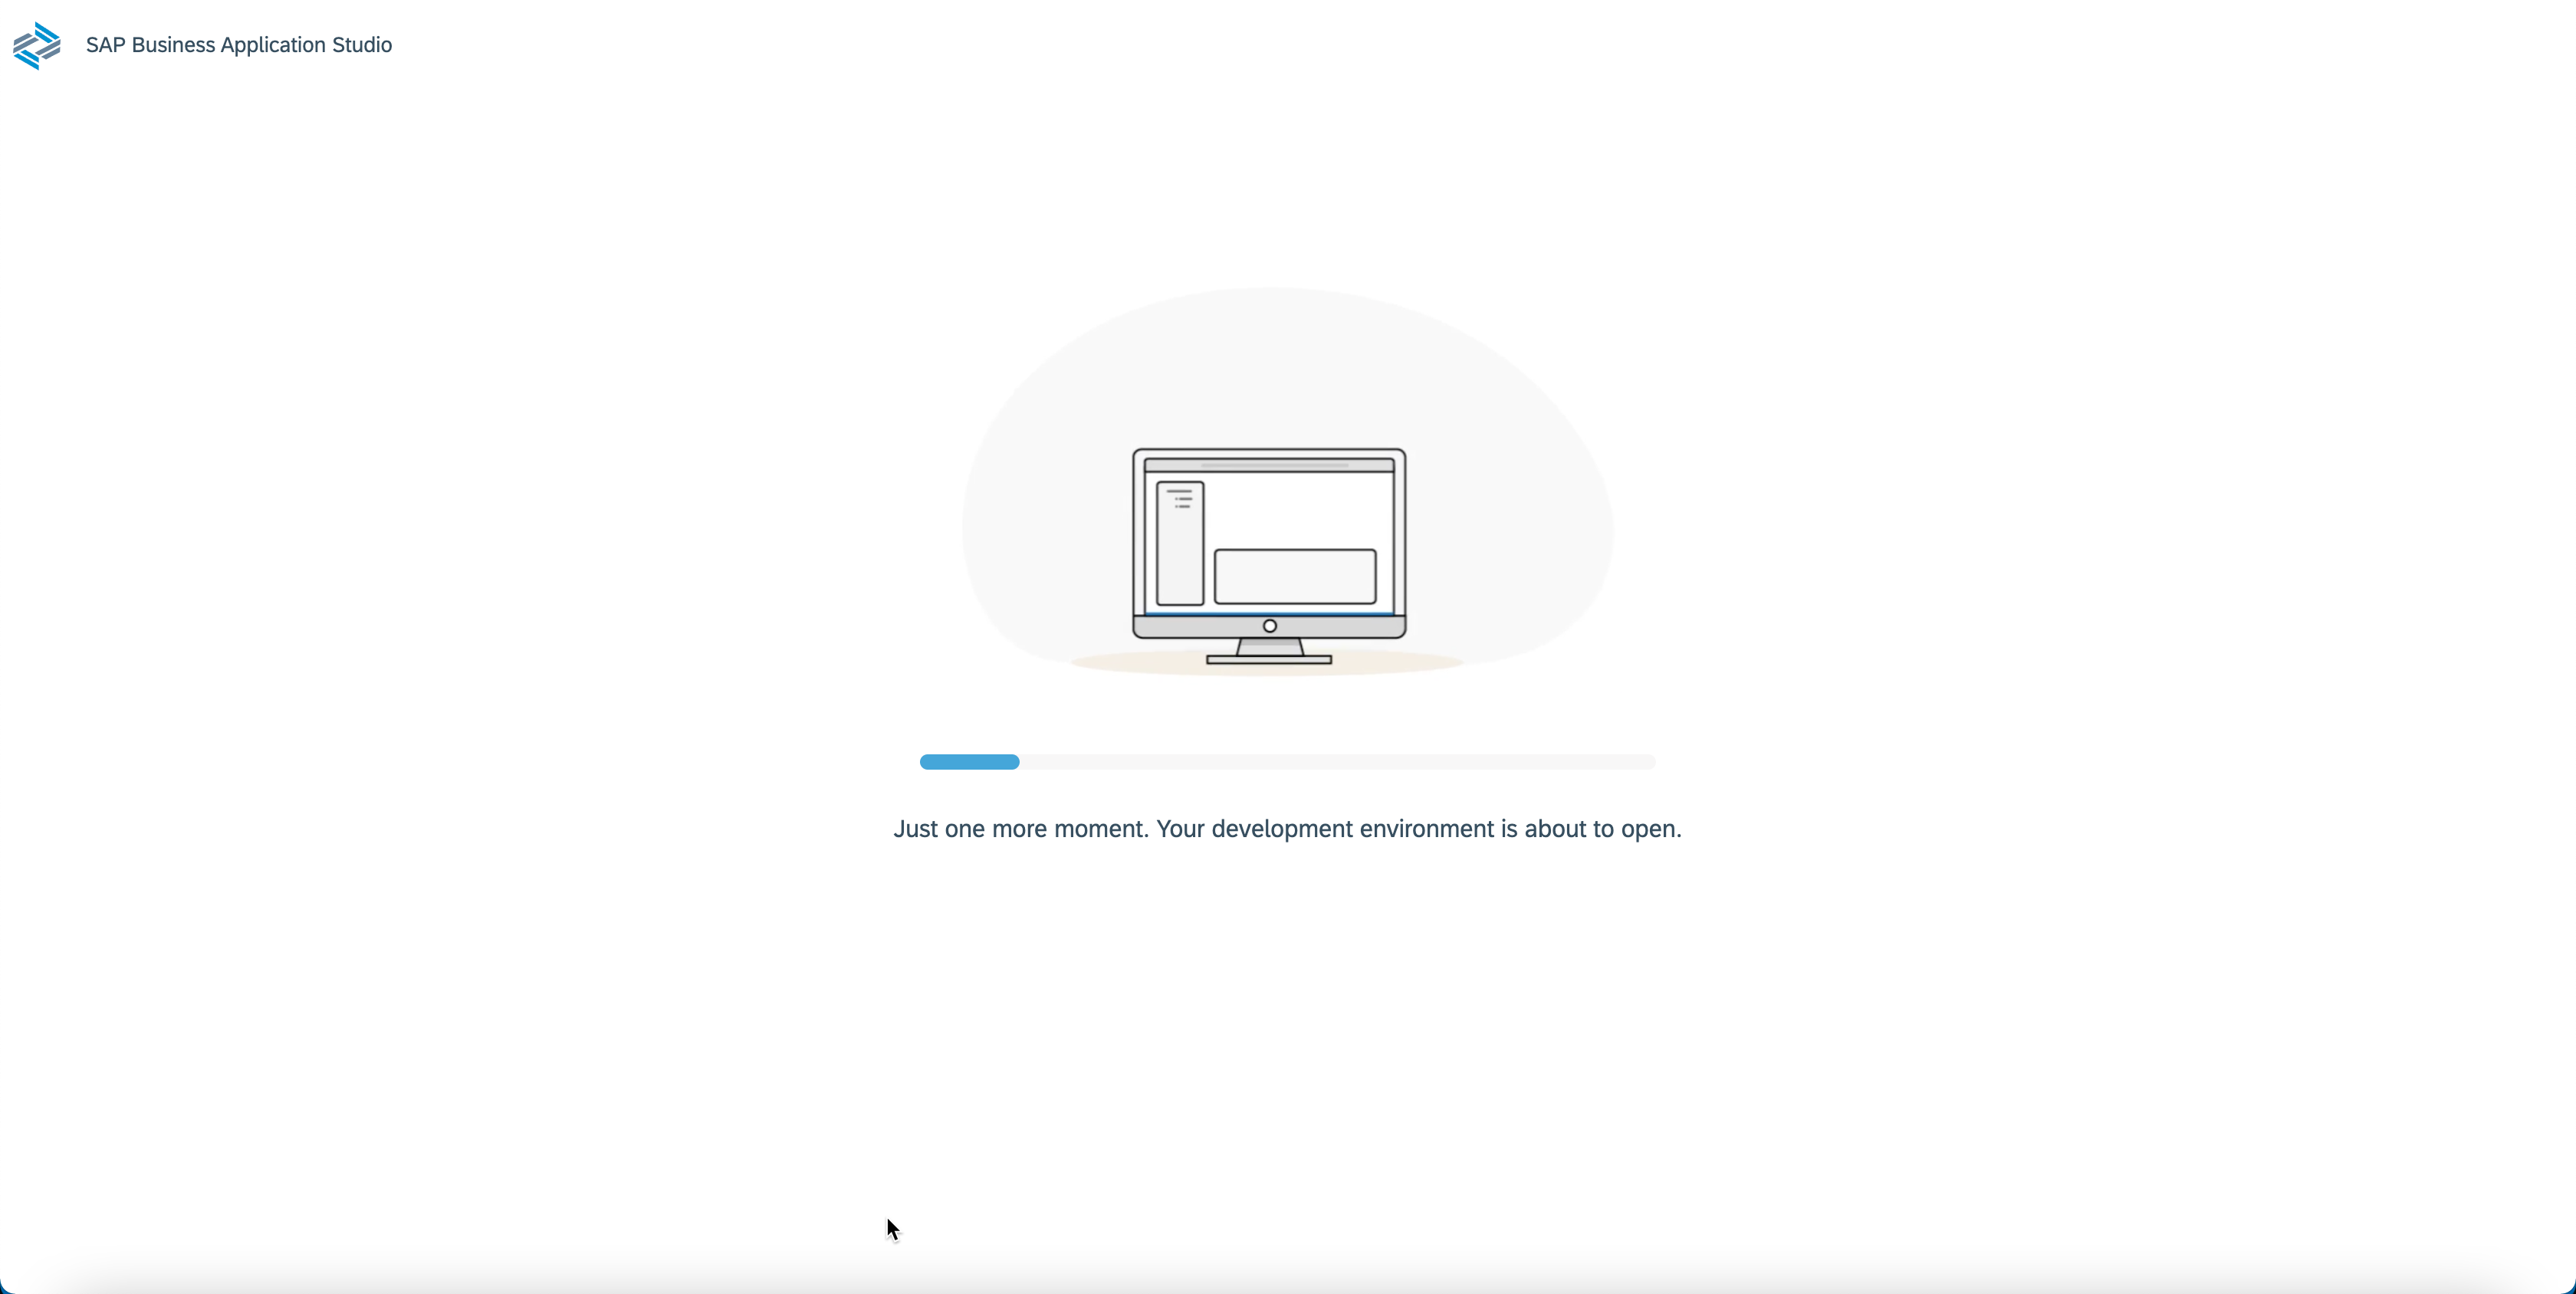 SAP Business Application Studio
Just one more moment. Your development environment is about to open.